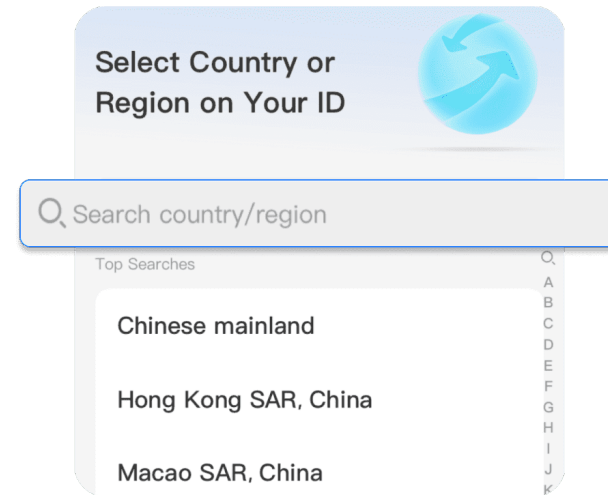 Select Country or
Region on Your ID
Search country/region
Top Searches
Chinese mainland
Hong Kong SAR, China
Macao SAR, China
A
B
C
D
E
F
G
H
I
J
K